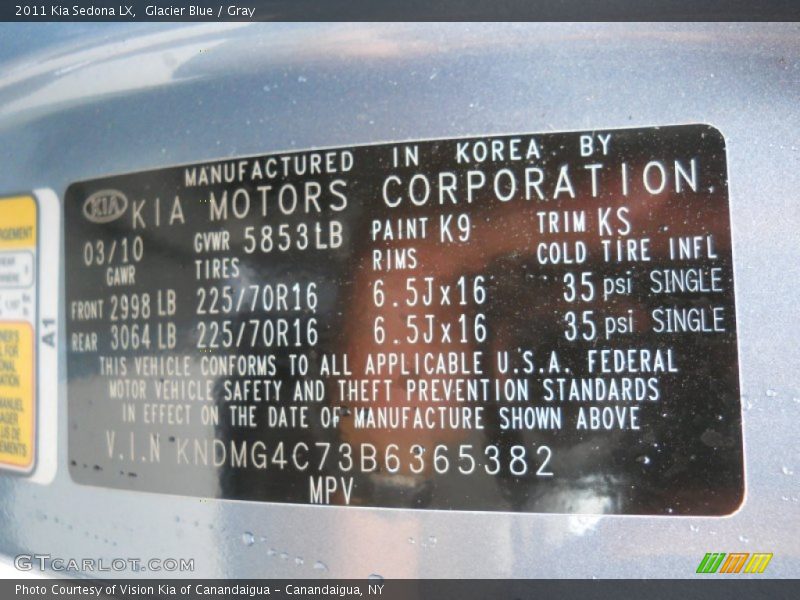 2011 Kia Sedona LX,  Glacier Blue / Gray
MANUFACTURED IN KOREA BY
KIA KIA MOTORS CORPORATION
03/10 GVWR 5853LB PAINT K9 TRIM KS
GAWR TIRES RIMS COLD TIRE INFL
FRONT 2998 LB 225/70R16 6.5Jx16 35 psi SINGLE
REAR 3064 LB 225/70R16 6.5Jx16 35 psi SINGLE
THIS VEHICLE CONFORMS TO ALL APPLICABLE U.S.A. FEDERAL
MOTOR VEHICLE SAFETY AND THEFT PREVENTION STANDARDS
IN EFFECT ON THE DATE OF MANUFACTURE SHOWN ABOVE
V.I.N KNDMG4C73B6365382
MPV
A1
GTCARLOT.COM
Photo Courtesy of Vision Kia of Canandaigua - Canandaigua, NY